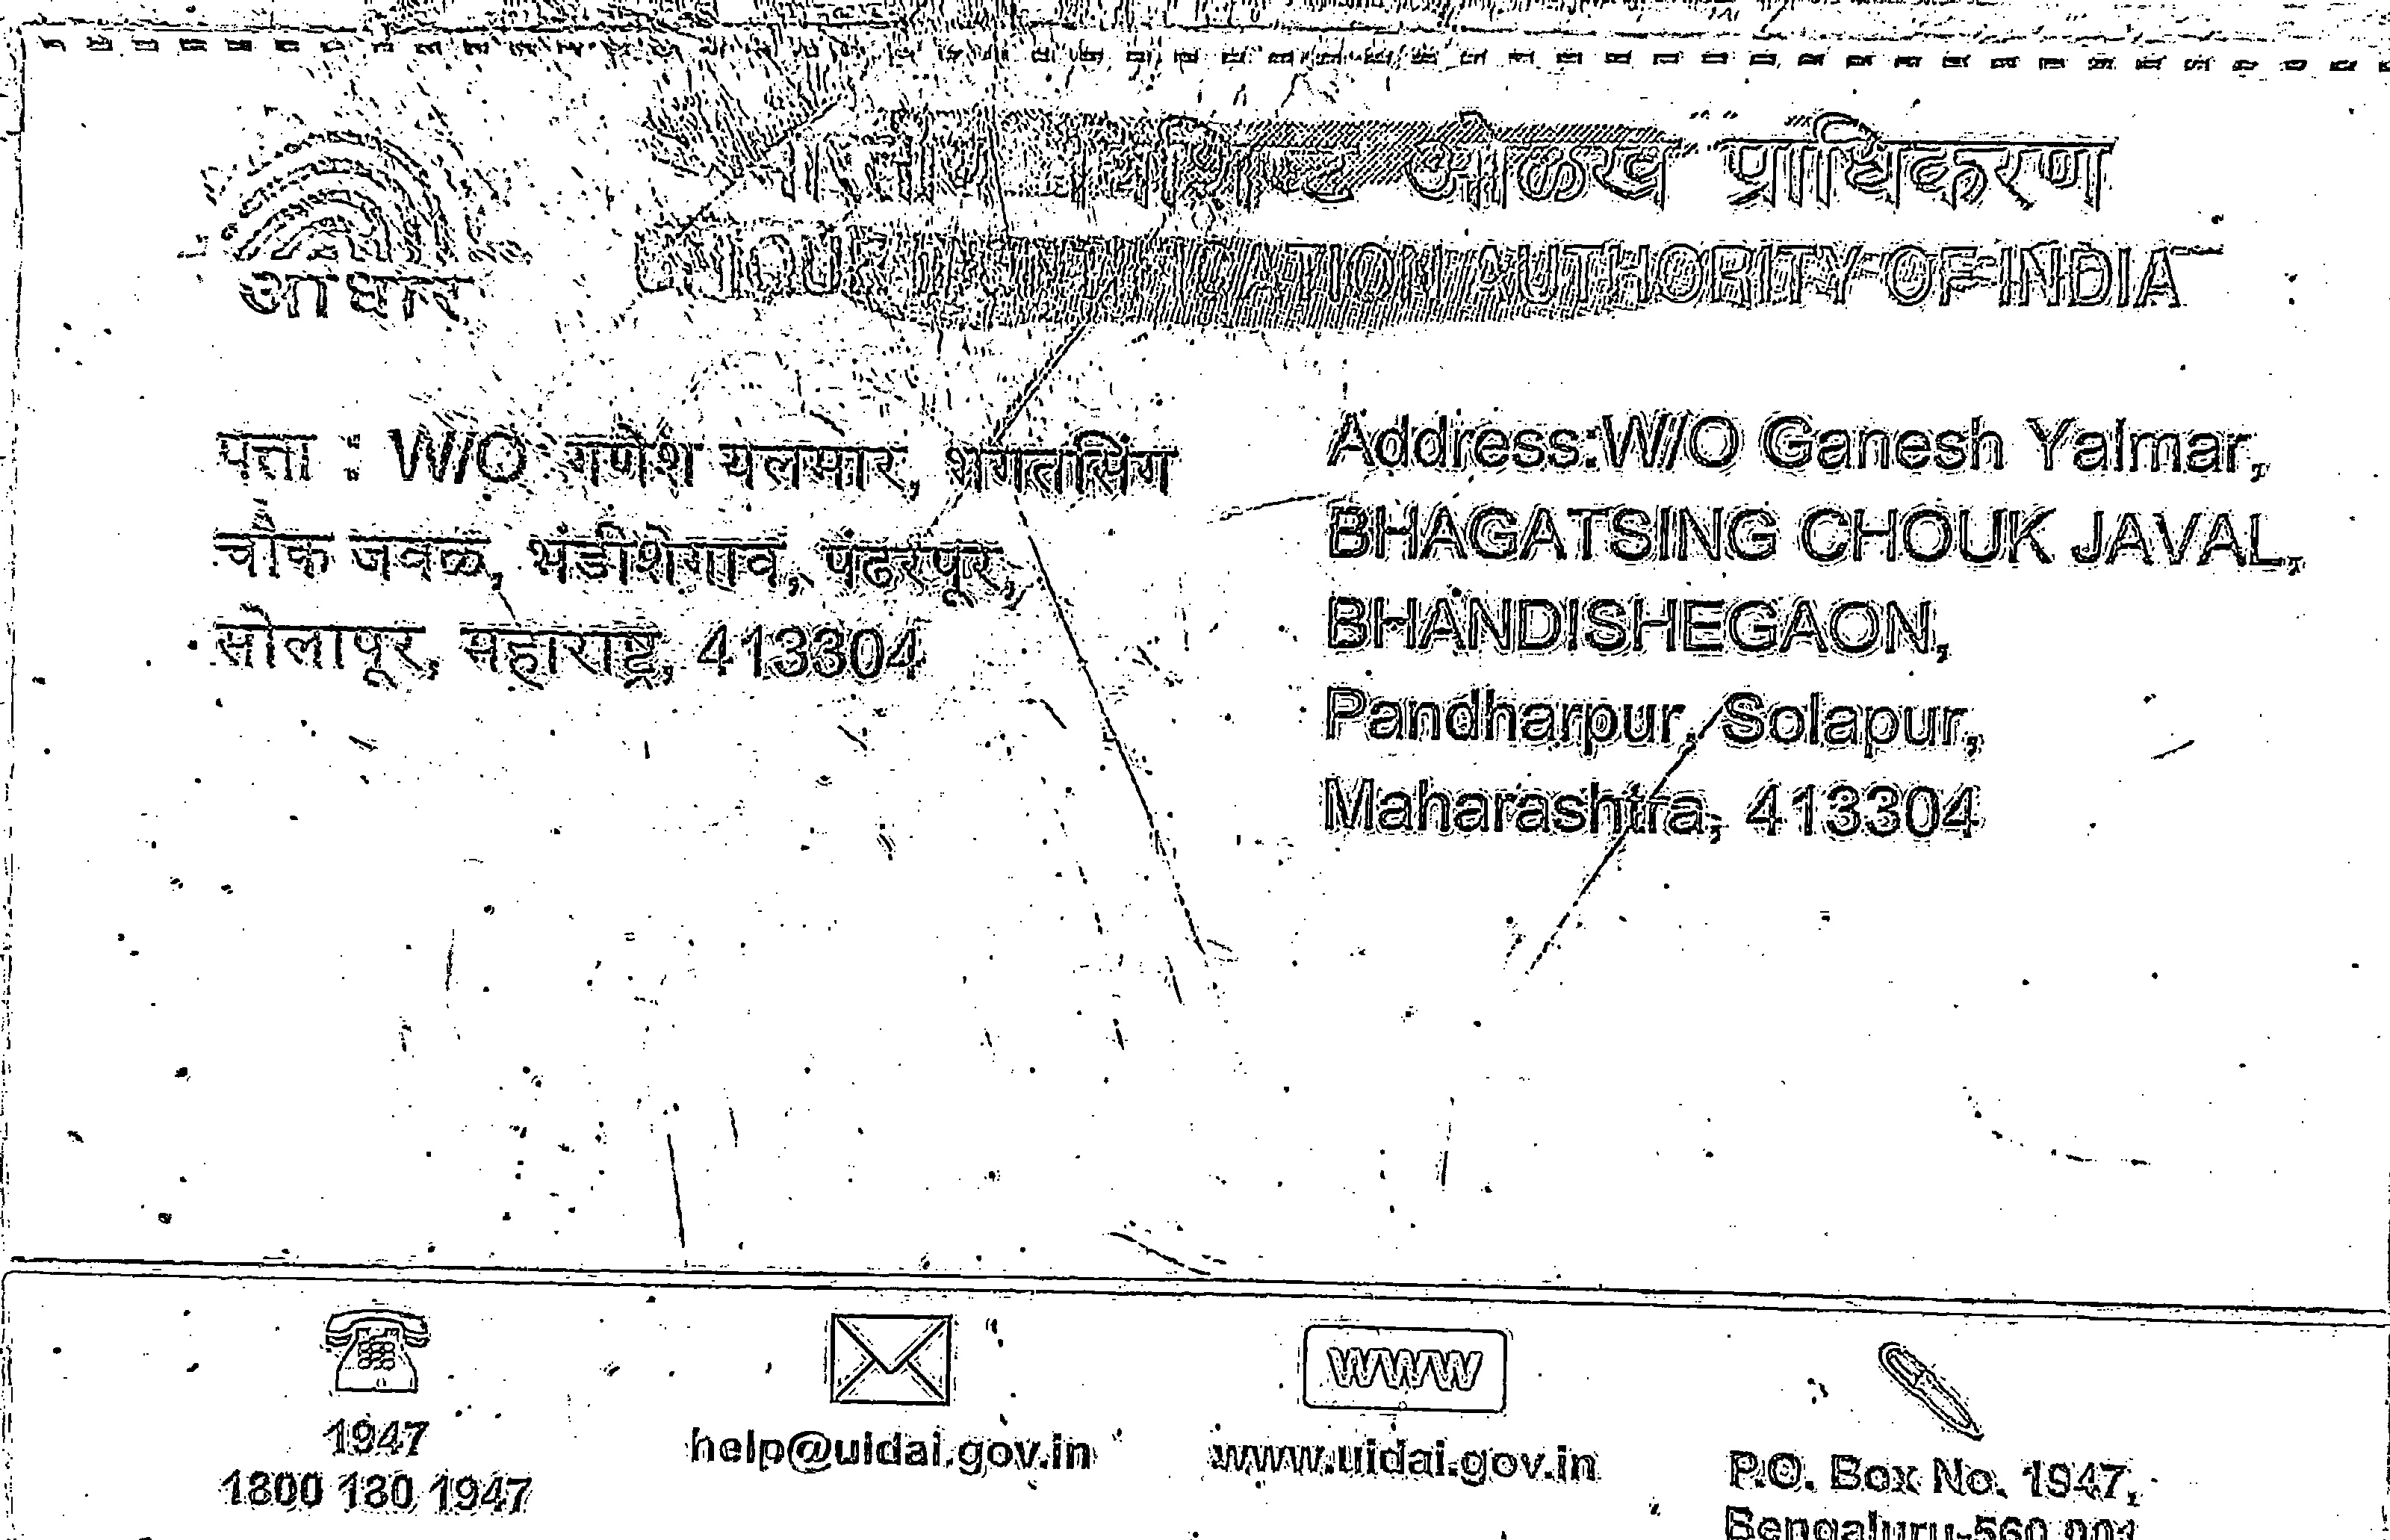 भारतीय विशिष्ट ओळख प्राधिकरण
UNIQUE IDENTIFICATION AUTHORITY OF INDIA
आधार
पत्ता : W/O गणेश यलमार, भगतसिंग
चौक जवळ, भंडीशेगाव, पंढरपूर,
सोलापूर, महाराष्ट्र, 413304
Address:W/O Ganesh Yalmar,
BHAGATSING CHOUK JAVAL,
BHANDISHEGAON,
Pandharpur, Solapur,
Maharashtra, 413304
1947
1800 180 1947
help@uidai.gov.in
www
www.uidai.gov.in
P.O. Box No. 1947,
Bengaluru-560 001